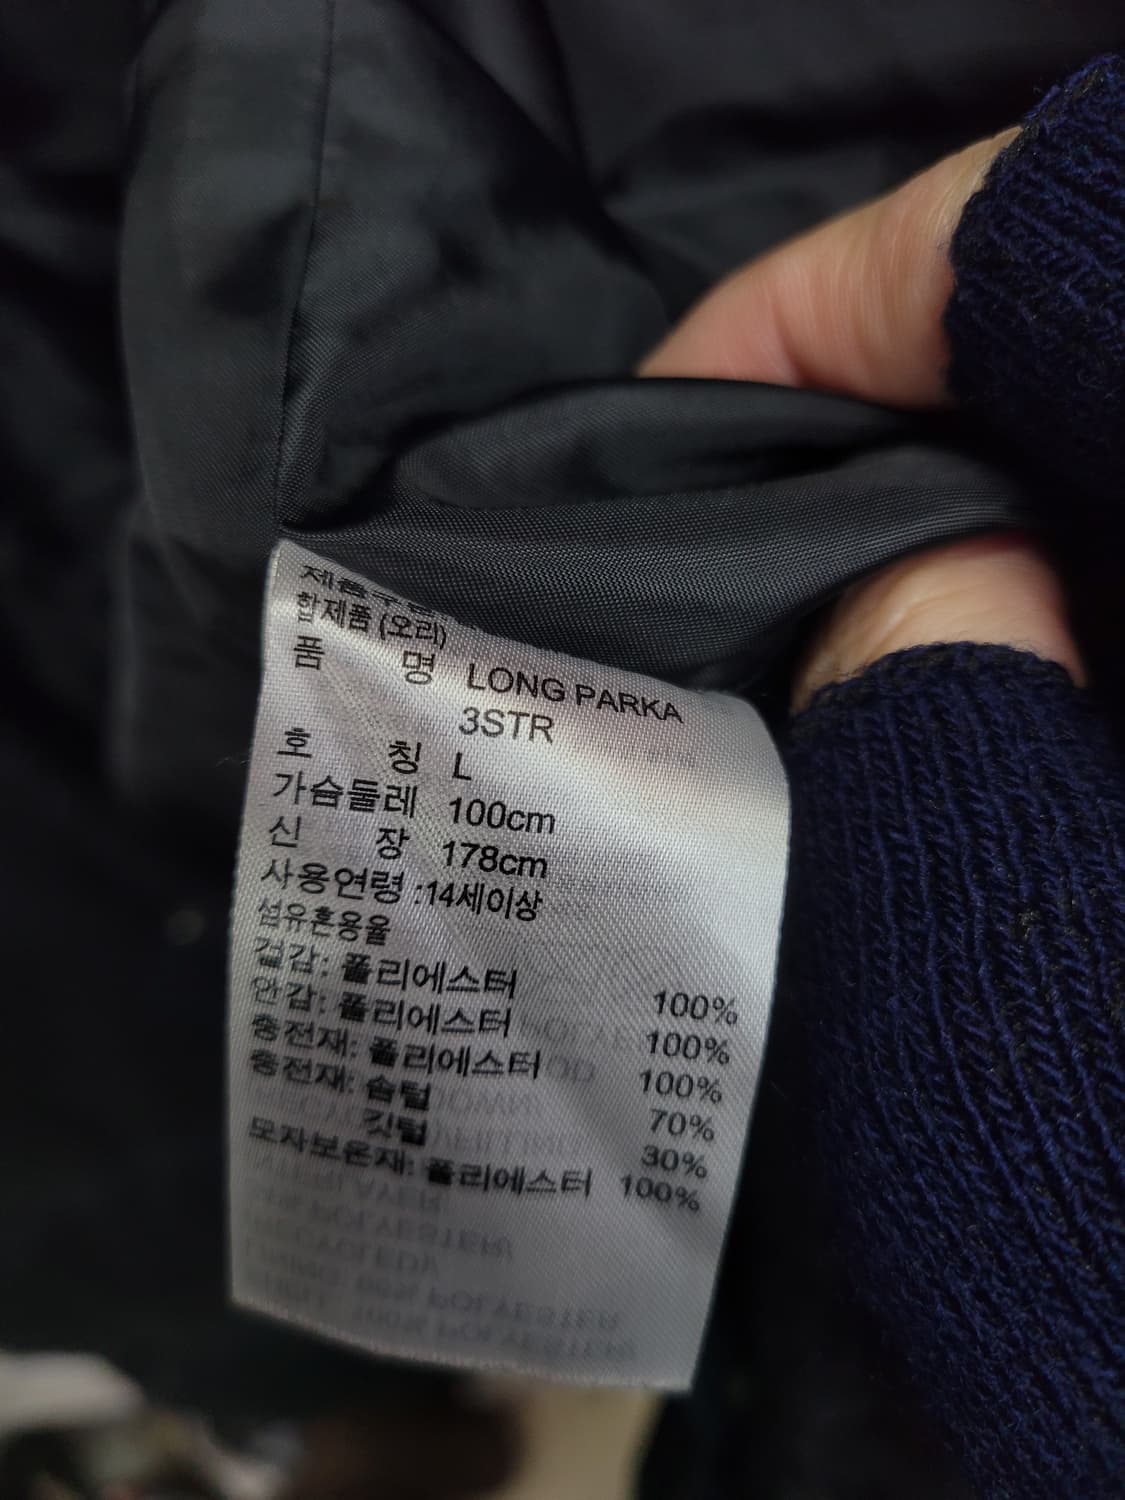 합제품 (오리)
품 명 LONG PARKA
3STR
호 칭 L
가슴둘레 100cm
신 장 178cm
사용연령 :14세이상
섬유혼용율
겉감: 폴리에스터 100%
안감: 폴리에스터 100%
충전재: 폴리에스터 100%
충전재: 솜털 70%
깃털 30%
모자보온재: 폴리에스터 100%